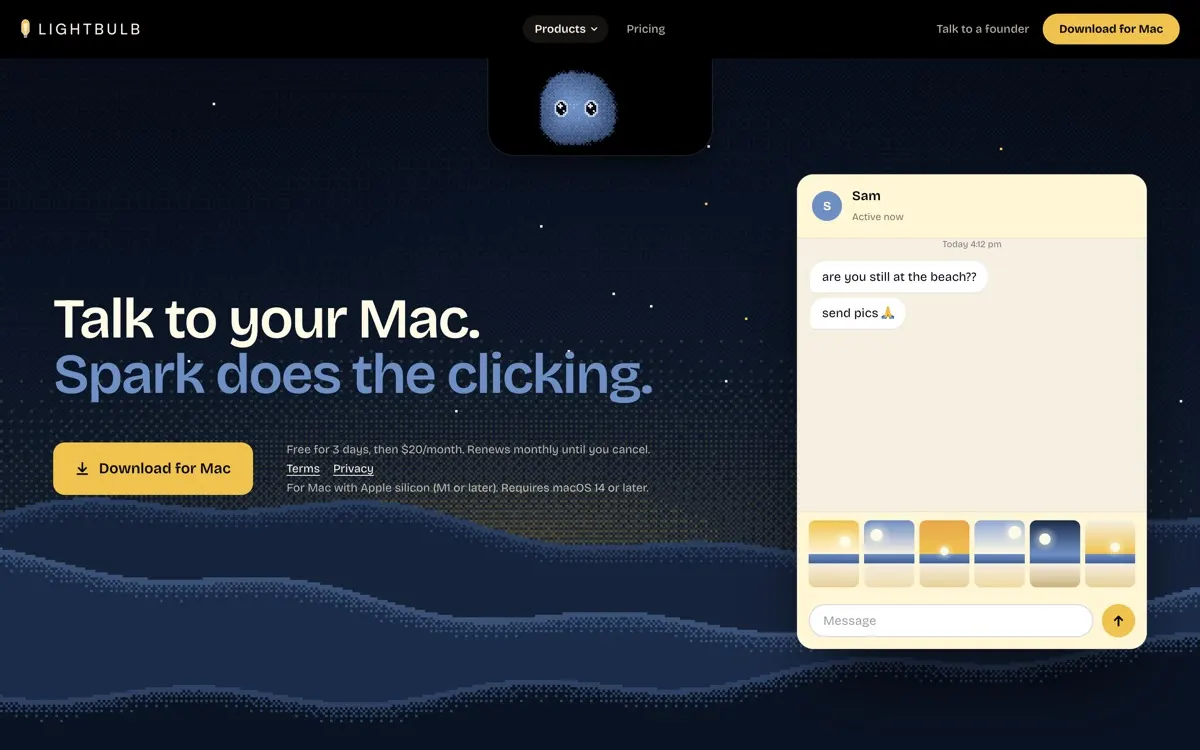 LIGHTBULB
Products
Pricing
Talk to a founder
Download for Mac
Talk to your Mac.
Spark does the clicking.
Download for Mac
Free for 3 days, then $20/month. Renews monthly until you cancel.
Terms Privacy
For Mac with Apple silicon (M1 or later). Requires macOS 14 or later.
S
Sam
Active now
Today 4:12 pm
are you still at the beach??
send pics 🙏
Message